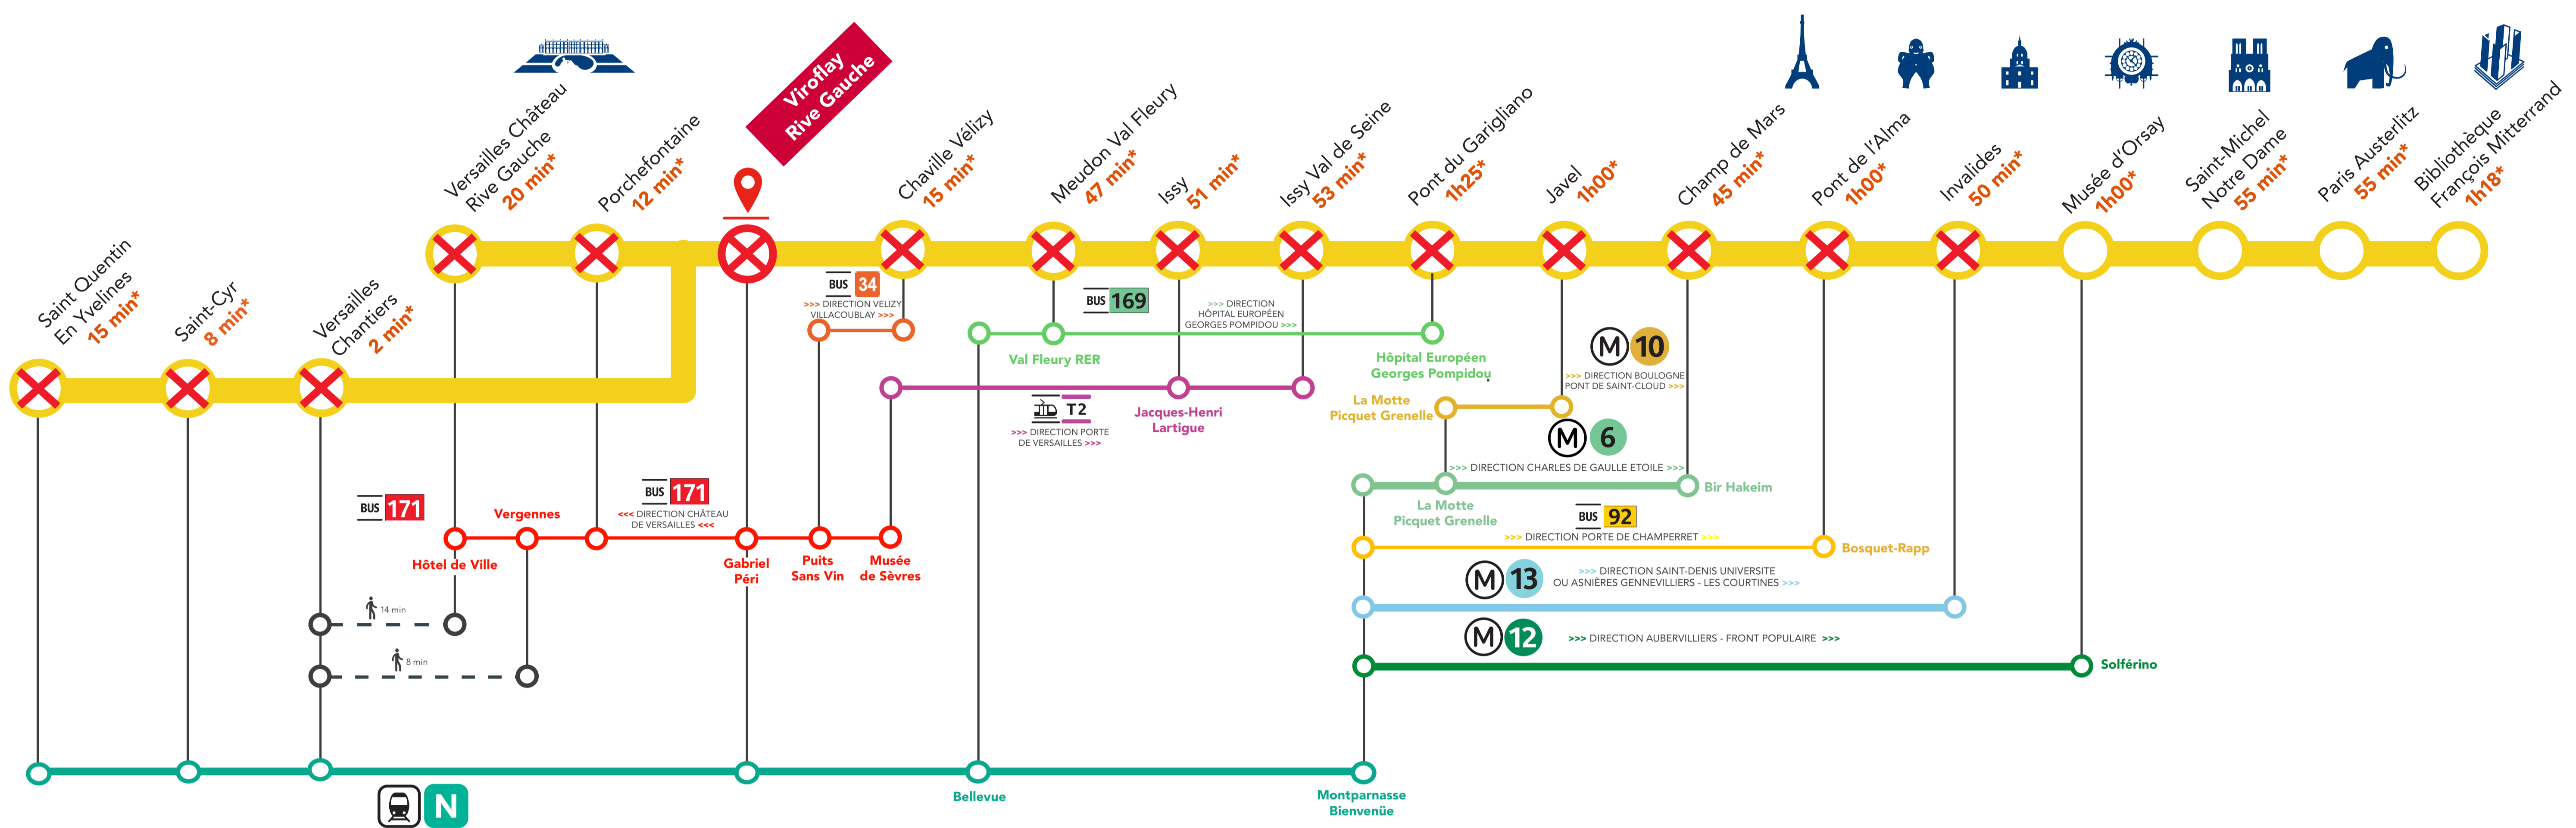 Viroflay
Rive Gauche
Versailles Château
Rive Gauche
20 min*
Porchefontaine
12 min*
Chaville Vélizy
15 min*
Meudon Val Fleury
47 min*
Issy
51 min*
Issy Val de Seine
53 min*
Pont du Garigliano
1h25*
Javel
1h00*
Champ de Mars
45 min*
Pont de l'Alma
1h00*
Invalides
50 min*
Musée d'Orsay
1h00*
Saint-Michel
Notre Dame
55 min*
Paris Austerlitz
55 min*
Bibliothèque
François Mitterrand
1h18*
Saint Quentin
En Yvelines
15 min*
Saint-Cyr
8 min*
Versailles
Chantiers
2 min*
BUS 34
>>> DIRECTION VELIZY
VILLACOUBLAY >>>
BUS 169
>>> DIRECTION
HÔPITAL EUROPÉEN
GEORGES POMPIDOU >>>
Val Fleury RER
Hôpital Européen
Georges Pompidou
T2
>>> DIRECTION PORTE
DE VERSAILLES >>>
Jacques-Henri
Lartigue
M 10
>>> DIRECTION BOULOGNE
PONT DE SAINT-CLOUD >>>
La Motte
Picquet Grenelle
M 6
>>> DIRECTION CHARLES DE GAULLE ETOILE >>>
La Motte
Picquet Grenelle
Bir Hakeim
BUS 171
Vergennes
BUS 171
<<< DIRECTION CHÂTEAU
DE VERSAILLES <<<
Hôtel de Ville
Gabriel
Péri
Puits
Sans Vin
Musée
de Sèvres
BUS 92
>>> DIRECTION PORTE DE CHAMPERRET >>>
Bosquet-Rapp
M 13
>>> DIRECTION SAINT-DENIS UNIVERSITE
OU ASNIÈRES GENNEVILLIERS - LES COURTINES >>>
14 min
8 min
M 12
>>> DIRECTION AUBERVILLIERS - FRONT POPULAIRE >>>
Solférino
N
Bellevue
Montparnasse
Bienvenüe